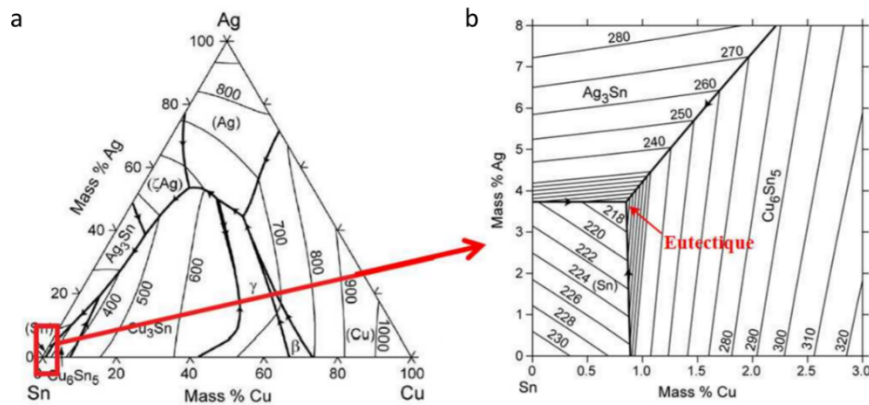 a
Ag
100
80
60
40
20
0
Mass % Ag
800
(Ag)
(ζAg)
Ag₃Sn
700
600
500
400
800
900
1000
γ
β
(Sn)
Cu₃Sn
(Cu)
Cu₆Sn₅
20
40
60
80
100
Sn
Mass % Cu
Cu
b
8
7
6
5
4
3
2
1
0
Mass % Ag
280
270
260
250
240
Ag₃Sn
Cu₆Sn₅
218
220
222
224
(Sn)
226
228
230
Eutectique
280
290
300
310
320
0
0.5
1.0
1.5
2.0
2.5
3.0
Sn
Mass % Cu